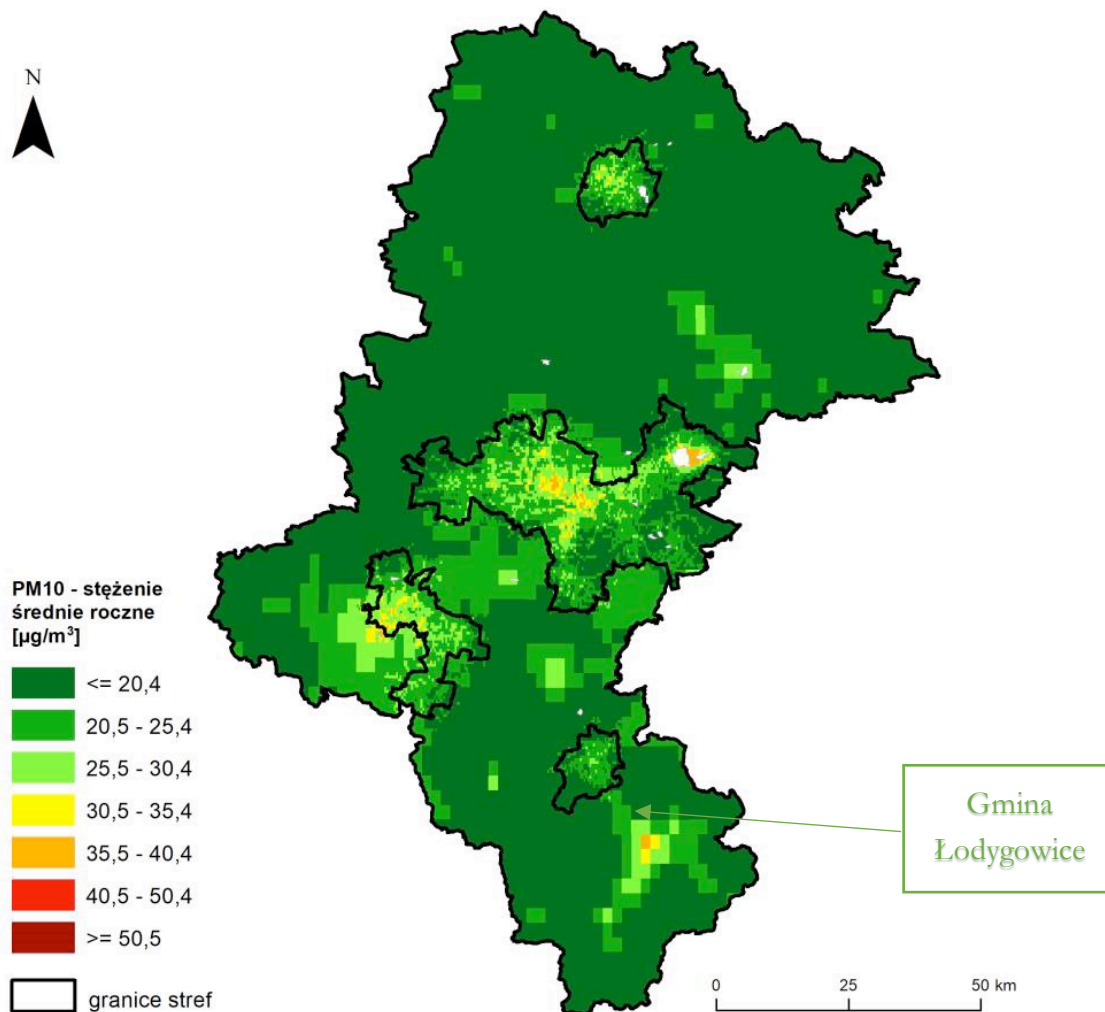 N
PM10 - stężenie
średnie roczne
[µg/m³]
<= 20,4
20,5 - 25,4
25,5 - 30,4
30,5 - 35,4
35,5 - 40,4
40,5 - 50,4
>= 50,5
granice stref
Gmina
Łodygowice
0 25 50 km